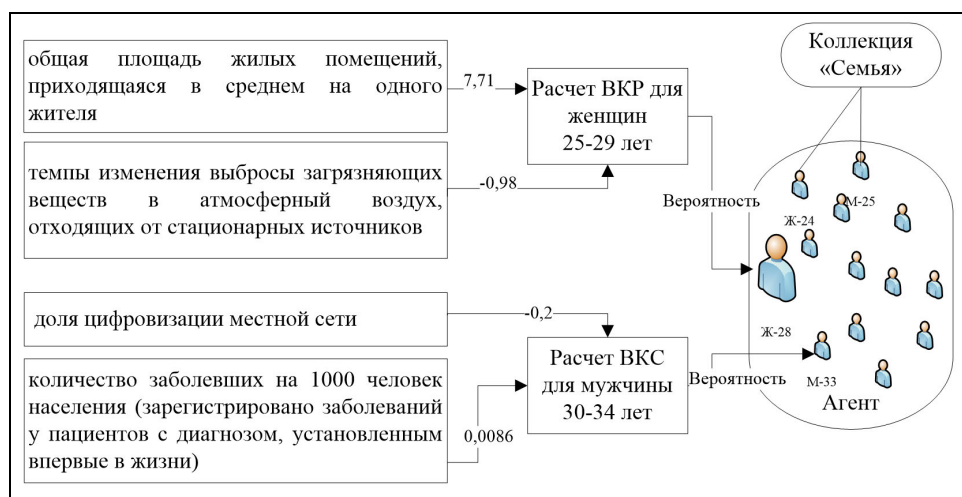 общая площадь жилых помещений,
приходящаяся в среднем на одного
жителя
7,71
Расчет ВКР для
женщин
25-29 лет
темпы изменения выбросы загрязняющих
веществ в атмосферный воздух,
отходящих от стационарных источников
-0,98
Вероятность
Коллекция
«Семья»
М-25
Ж-24
Ж-28
М-33
Агент
доля цифровизации местной сети
-0,2
Расчет ВКС
для мужчины
30-34 лет
Вероятность
количество заболевших на 1000 человек
населения (зарегистрировано заболеваний
у пациентов с диагнозом, установленным
впервые в жизни)
0,0086